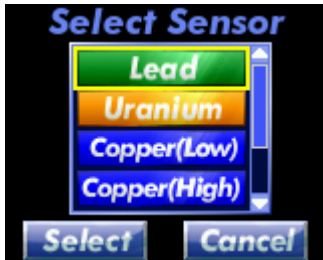 Select Sensor
Lead
Uranium
Copper(Low)
Copper(High)
Select Cancel